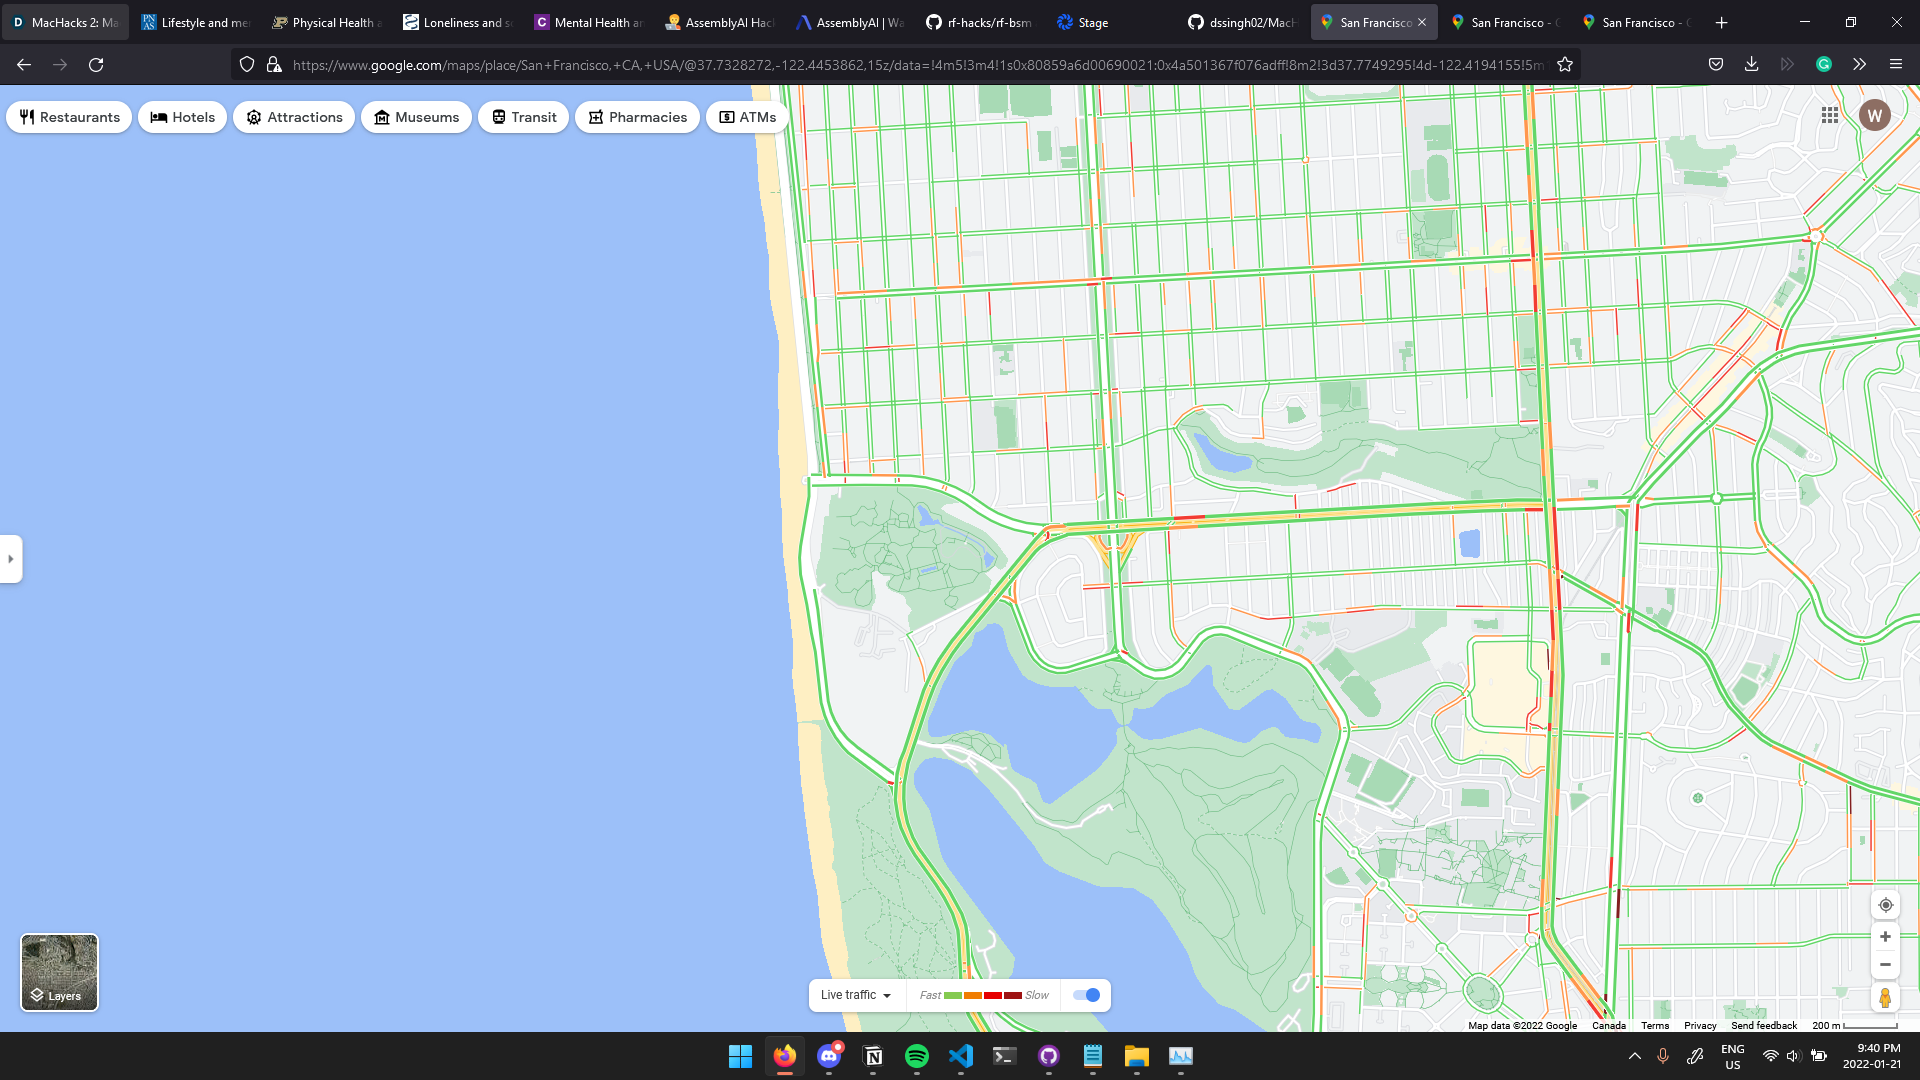 MacHacks 2: Ma
Lifestyle and me
Physical Health a
Loneliness and s
Mental Health a
AssemblyAI Hac
AssemblyAI | Wa
rf-hacks/rf-bsm
Stage
dssingh02/MacH
San Francisco
San Francisco - G
San Francisco - G
https://www.google.com/maps/place/San+Francisco,+CA,+USA/@37.7328272,-122.4453862,15z/data=!4m5!3m4!1s0x80859a6d00690021:0x4a501367f076adff!8m2!3d37.7749295!4d-122.4194155!5m
Restaurants
Hotels
Attractions
Museums
Transit
Pharmacies
ATMs
W
Layers
Live traffic
Fast
Slow
Map data ©2022 Google
Canada
Terms
Privacy
Send feedback
200 m
ENG
US
9:40 PM
2022-01-21